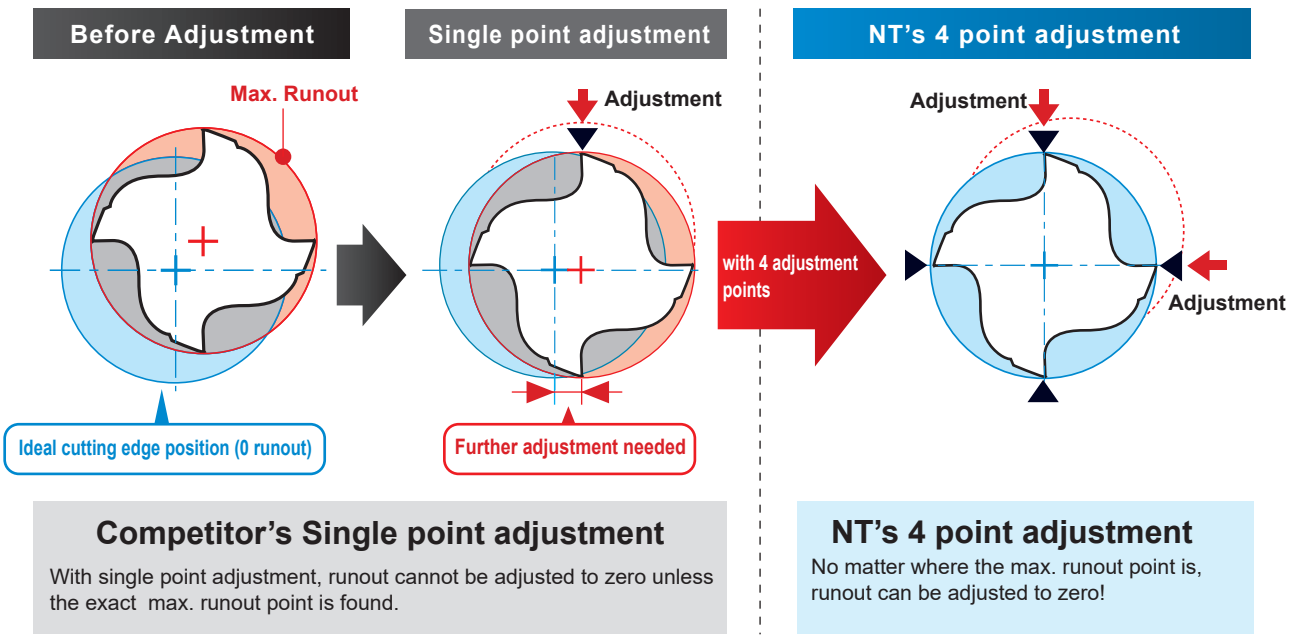 Before Adjustment
Single point adjustment
NT's 4 point adjustment
Max. Runout
Adjustment
Adjustment
with 4 adjustment
points
Adjustment
Ideal cutting edge position (0 runout)
Further adjustment needed
Competitor's Single point adjustment
With single point adjustment, runout cannot be adjusted to zero unless
the exact  max. runout point is found.
NT's 4 point adjustment
No matter where the max. runout point is,
runout can be adjusted to zero!